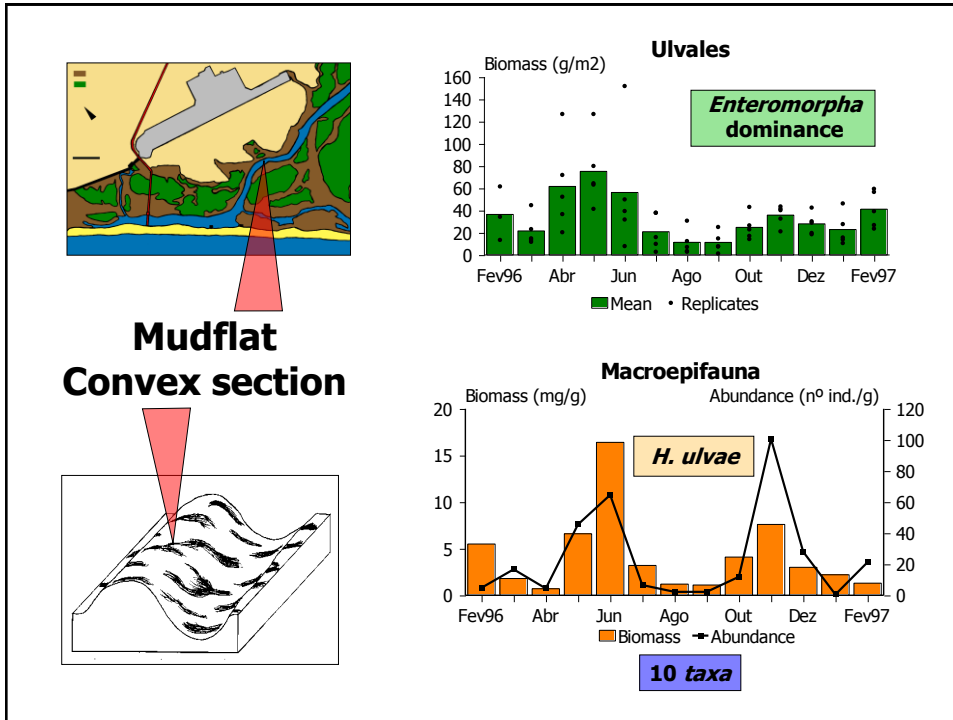 Ulvales
Biomass (g/m2)
160
140
120
100
80
60
40
20
0
Enteromorpha
dominance
Fev96 Abr Jun Ago Out Dez Fev97
Mean Replicates
Mudflat
Convex section
Macroepifauna
Biomass (mg/g) Abundance (nº ind./g)
20 120
100
15
80
10 60
40
5
20
0 0
H. ulvae
Fev96 Abr Jun Ago Out Dez Fev97
Biomass Abundance
10 taxa